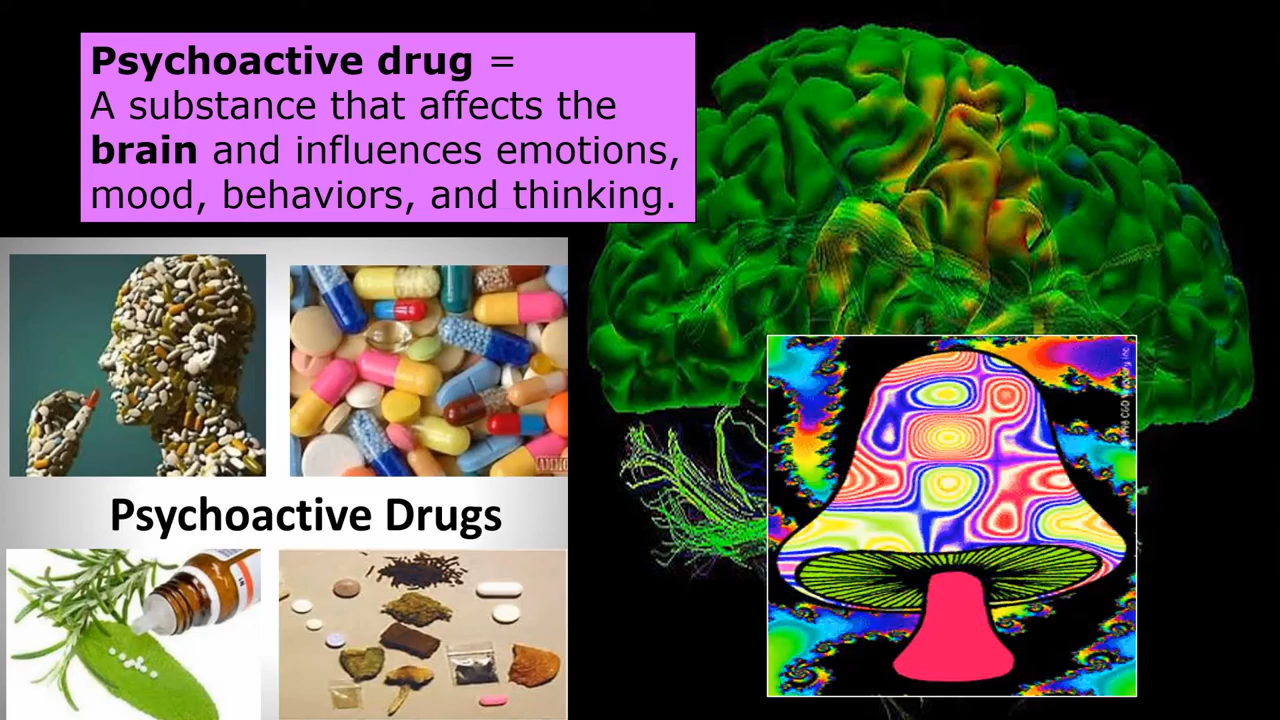 Psychoactive drug =
A substance that affects the
brain and influences emotions,
mood, behaviors, and thinking.
Psychoactive Drugs